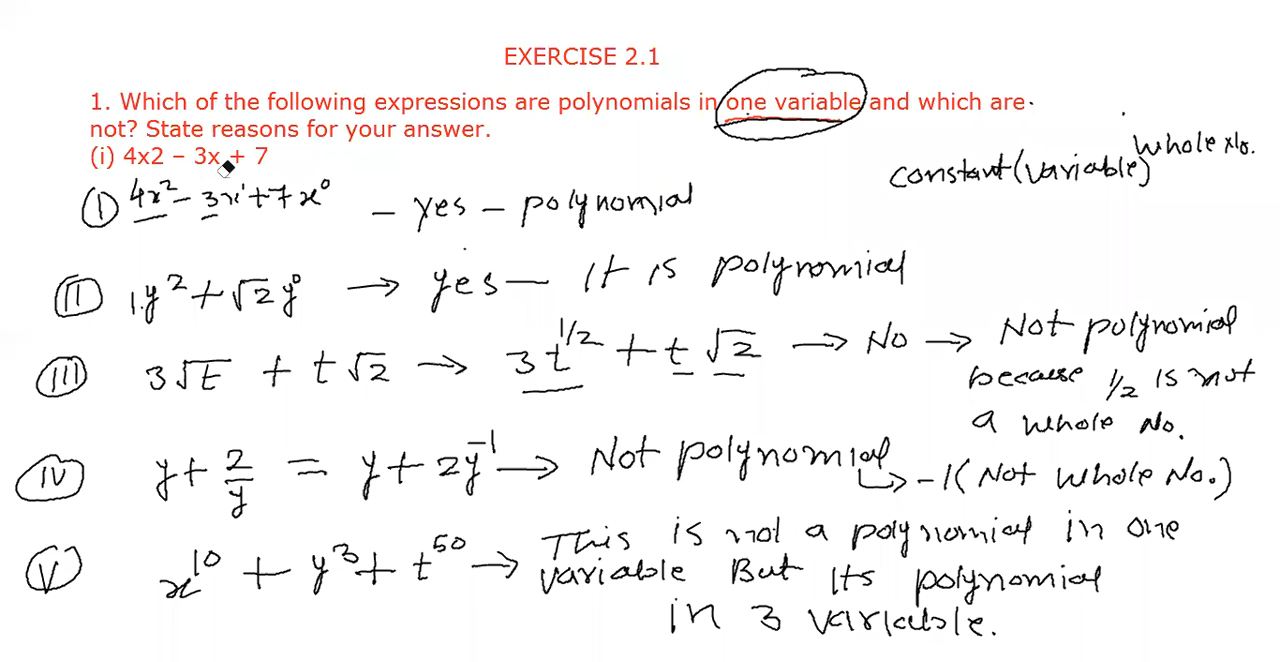 EXERCISE 2.1
1. Which of the following expressions are polynomials in one variable and which are
not? State reasons for your answer.
(i) 4x2 – 3x + 7
constant(variable)^whole No.
(I) 4x² - 3x¹ + 7x⁰ - yes - polynomial
(II) 1.y² + √2y⁰ → yes — It is polynomial
(III) 3√t + t√2 → 3t^1/2 + t√2 → No → Not polynomial
because 1/2 is not
a whole No.
(IV) y + 2/y = y + 2y⁻¹ → Not polynomial
↳ -1 (Not whole No.)
(V) x¹⁰ + y³ + t⁵⁰ → This is not a polynomial in one
variable But its polynomial
in 3 variable.